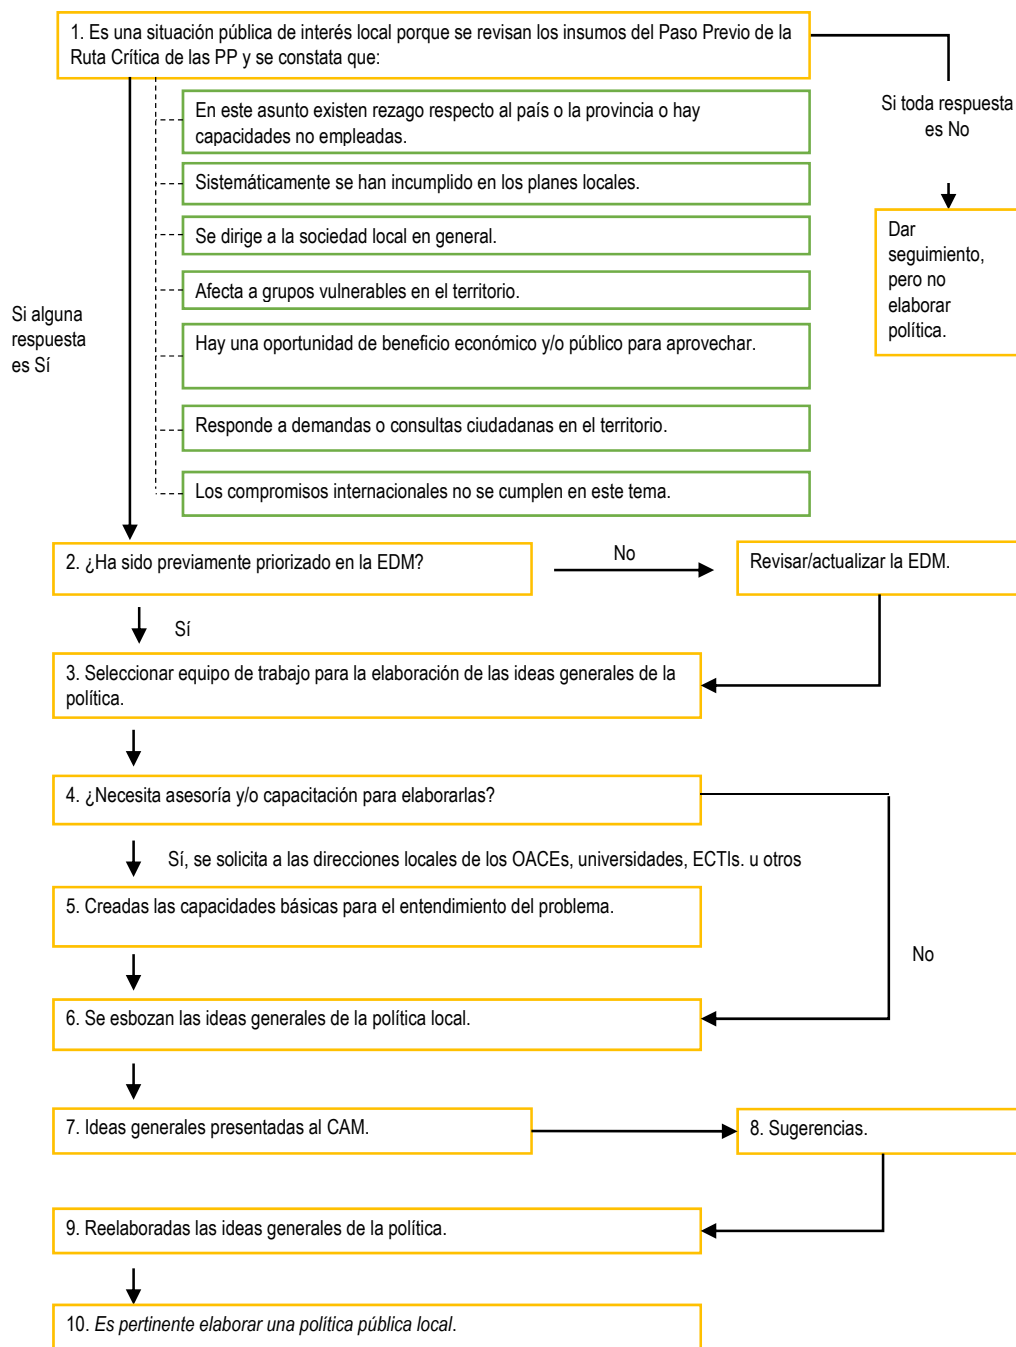 1. Es una situación pública de interés local porque se revisan los insumos del Paso Previo de la
Ruta Crítica de las PP y se constata que:
Si toda respuesta
es No
En este asunto existen rezago respecto al país o la provincia o hay
capacidades no empleadas.
Sistemáticamente se han incumplido en los planes locales.
Se dirige a la sociedad local en general.
Dar
seguimiento,
pero no
elaborar
política.
Afecta a grupos vulnerables en el territorio.
Si alguna
respuesta
es Sí
Hay una oportunidad de beneficio económico y/o público para aprovechar.
Responde a demandas o consultas ciudadanas en el territorio.
Los compromisos internacionales no se cumplen en este tema.
2. ¿Ha sido previamente priorizado en la EDM?
No
Revisar/actualizar la EDM.
Sí
3. Seleccionar equipo de trabajo para la elaboración de las ideas generales de la
política.
4. ¿Necesita asesoría y/o capacitación para elaborarlas?
Sí, se solicita a las direcciones locales de los OACEs, universidades, ECTIs. u otros
5. Creadas las capacidades básicas para el entendimiento del problema.
No
6. Se esbozan las ideas generales de la política local.
7. Ideas generales presentadas al CAM.
8. Sugerencias.
9. Reelaboradas las ideas generales de la política.
10. Es pertinente elaborar una política pública local.